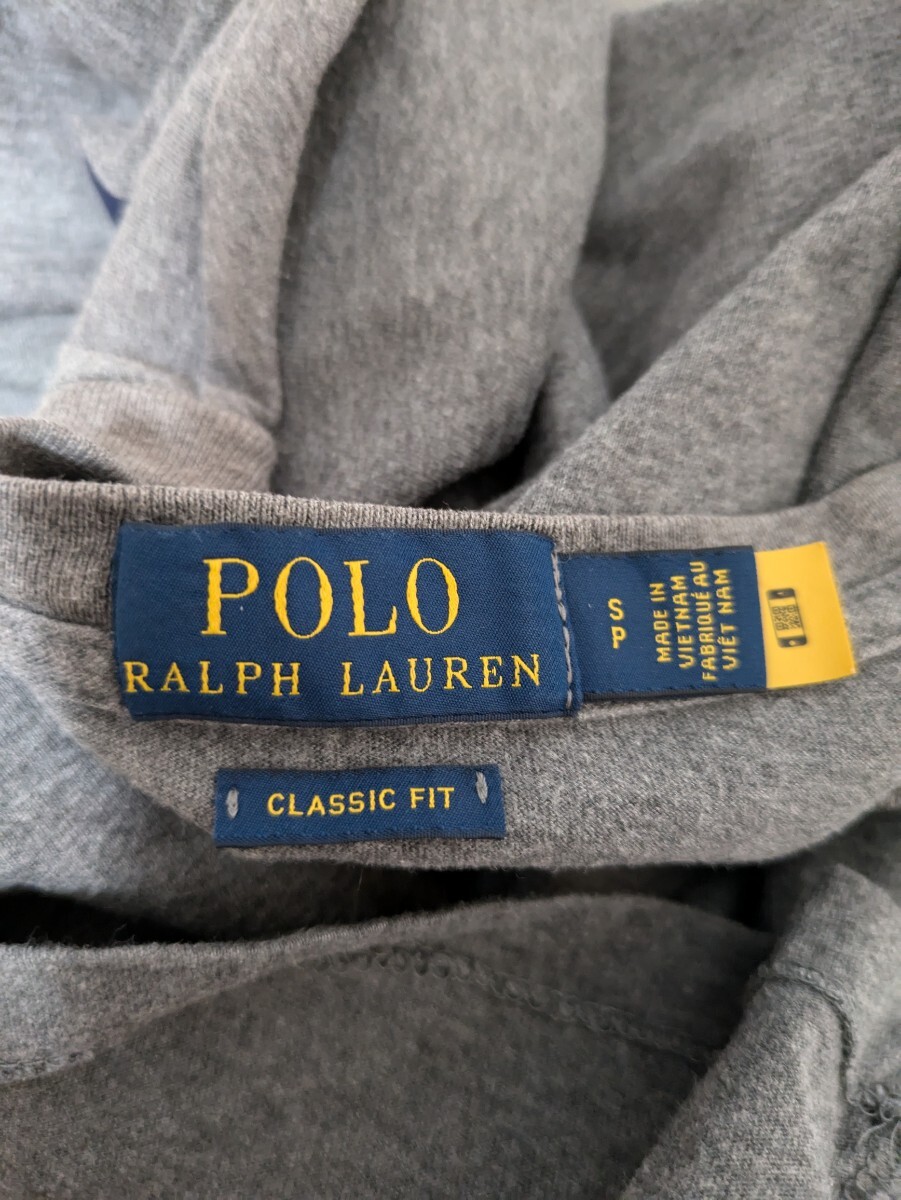 POLO
RALPH LAUREN
S
P
MADE IN
VIETNAM
FABRIQUÉ AU
VIÊT NAM
CLASSIC FIT